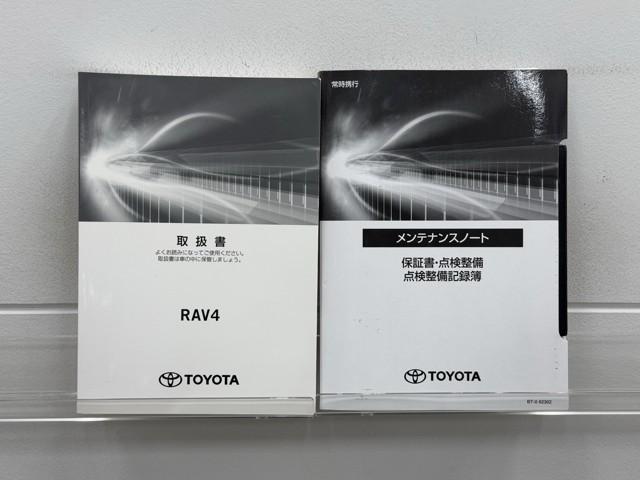 取扱書
よくお読みになってご使用ください。
取扱書は車の中に保管しましょう。
RAV4
TOYOTA
常時携行
メンテナンスノート
保証書・点検整備
点検整備記録簿
TOYOTA